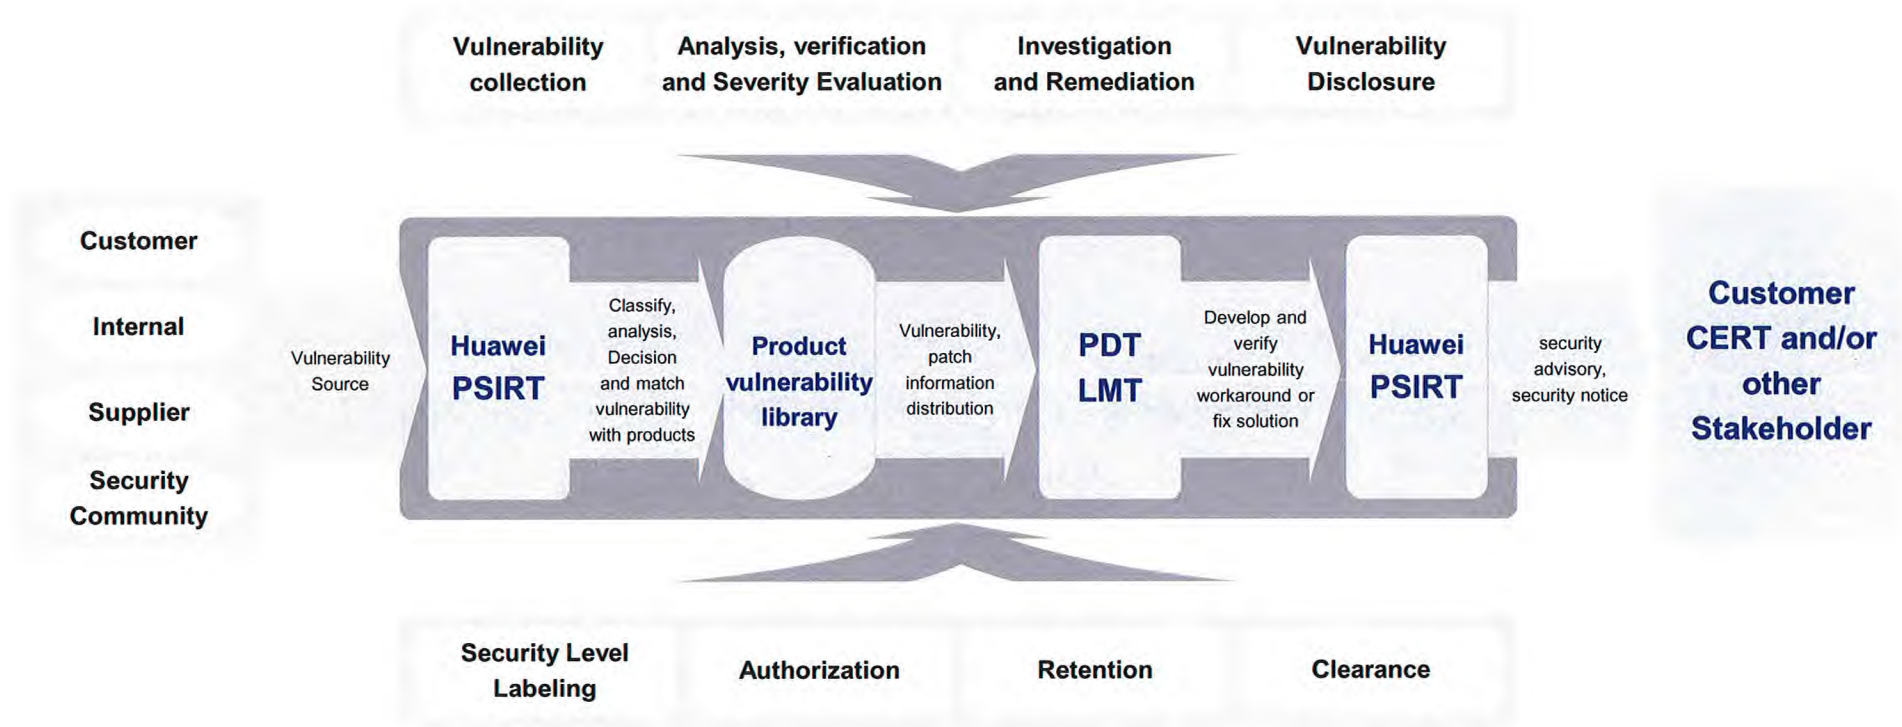 Vulnerability
collection
Analysis, verification
and Severity Evaluation
Investigation
and Remediation
Vulnerability
Disclosure
Customer
Internal
Supplier
Security
Community
Vulnerability
Source
Huawei
PSIRT
Classify,
analysis,
Decision
and match
vulnerability
with products
Product
vulnerability
library
Vulnerability,
patch
information
distribution
PDT
LMT
Develop and
verify
vulnerability
workaround or
fix solution
Huawei
PSIRT
security
advisory,
security notice
Customer
CERT and/or
other
Stakeholder
Security Level
Labeling
Authorization
Retention
Clearance